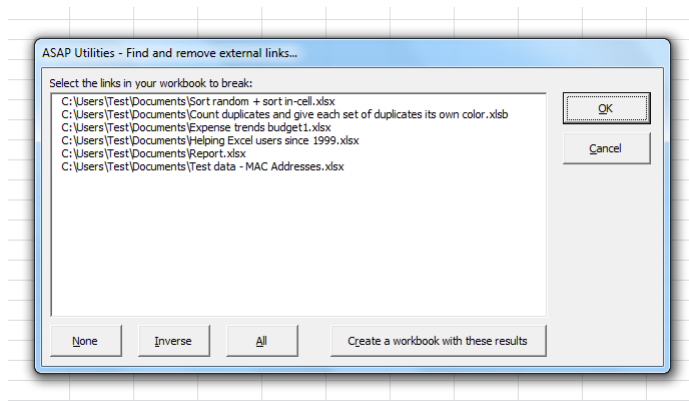 ASAP Utilities - Find and remove external links...
Select the links in your workbook to break:
C:\Users\Test\Documents\Sort random + sort in-cell.xlsx
C:\Users\Test\Documents\Count duplicates and give each set of duplicates its own color.xlsb
C:\Users\Test\Documents\Expense trends budget1.xlsx
C:\Users\Test\Documents\Helping Excel users since 1999.xlsx
C:\Users\Test\Documents\Report.xlsx
C:\Users\Test\Documents\Test data - MAC Addresses.xlsx
OK
Cancel
None Inverse All Create a workbook with these results